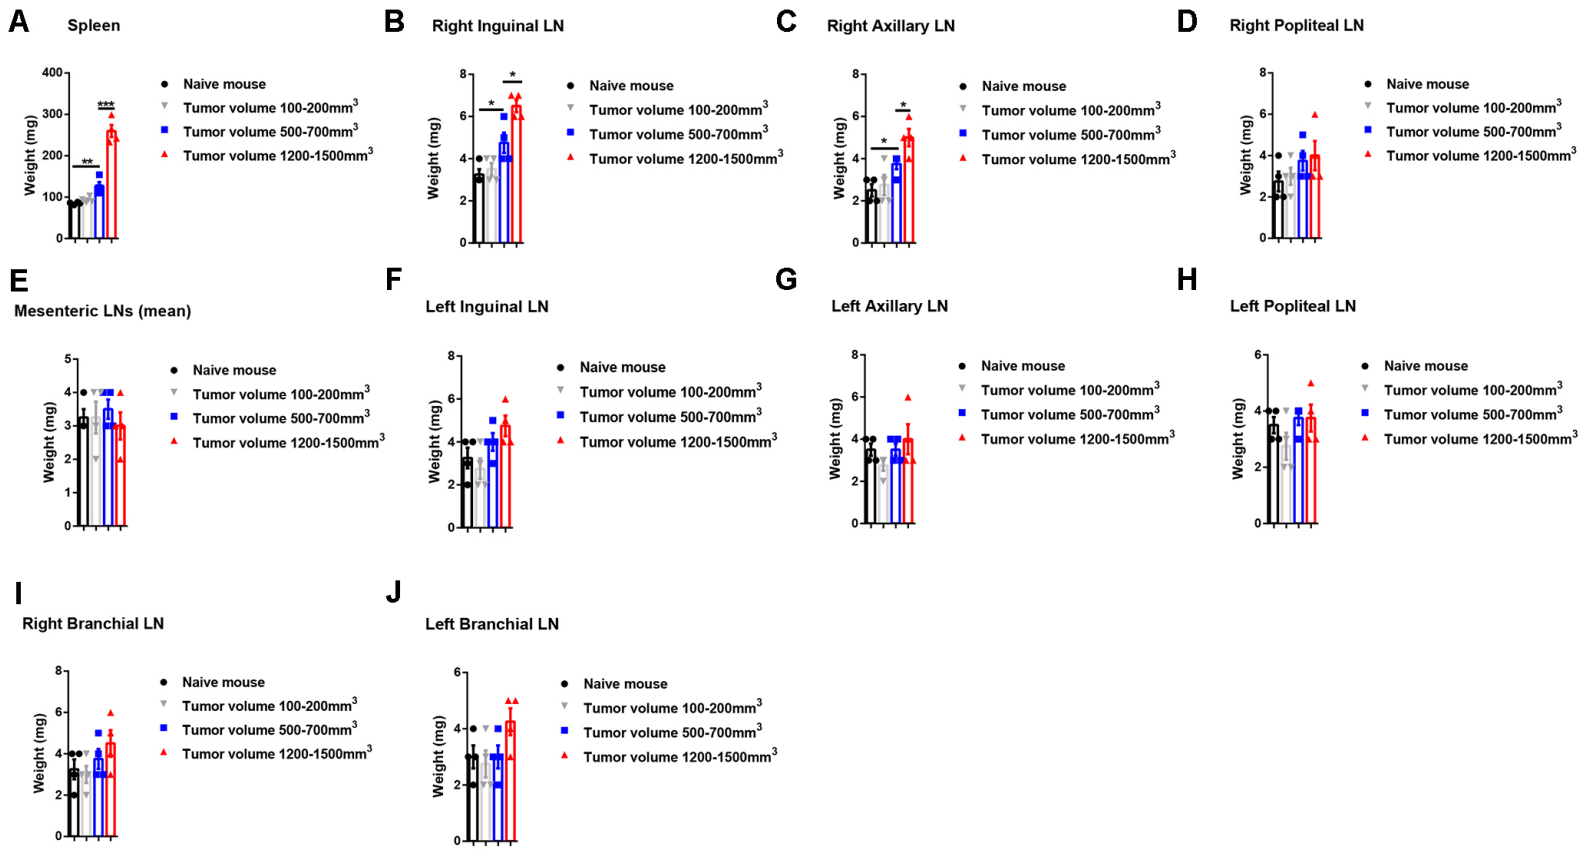 A Spleen
Weight (mg)
400
300
200
100
0
**
***
Naive mouse
Tumor volume 100-200mm3
Tumor volume 500-700mm3
Tumor volume 1200-1500mm3
B Right Inguinal LN
Weight (mg)
8
6
4
2
0
*
*
Naive mouse
Tumor volume 100-200mm3
Tumor volume 500-700mm3
Tumor volume 1200-1500mm3
C Right Axillary LN
Weight (mg)
8
6
4
2
0
*
*
Naive mouse
Tumor volume 100-200mm3
Tumor volume 500-700mm3
Tumor volume 1200-1500mm3
D Right Popliteal LN
Weight (mg)
8
6
4
2
0
Naive mouse
Tumor volume 100-200mm3
Tumor volume 500-700mm3
Tumor volume 1200-1500mm3
E Mesenteric LNs (mean)
Weight (mg)
5
4
3
2
1
0
Naive mouse
Tumor volume 100-200mm3
Tumor volume 500-700mm3
Tumor volume 1200-1500mm3
F Left Inguinal LN
Weight (mg)
8
6
4
2
0
Naive mouse
Tumor volume 100-200mm3
Tumor volume 500-700mm3
Tumor volume 1200-1500mm3
G Left Axillary LN
Weight (mg)
8
6
4
2
0
Naive mouse
Tumor volume 100-200mm3
Tumor volume 500-700mm3
Tumor volume 1200-1500mm3
H Left Popliteal LN
Weight (mg)
6
4
2
0
Naive mouse
Tumor volume 100-200mm3
Tumor volume 500-700mm3
Tumor volume 1200-1500mm3
I Right Branchial LN
Weight (mg)
8
6
4
2
0
Naive mouse
Tumor volume 100-200mm3
Tumor volume 500-700mm3
Tumor volume 1200-1500mm3
J Left Branchial LN
Weight (mg)
6
4
2
0
Naive mouse
Tumor volume 100-200mm3
Tumor volume 500-700mm3
Tumor volume 1200-1500mm3